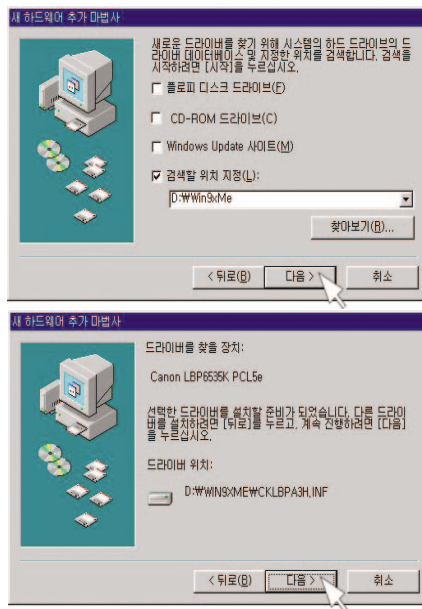 새 하드웨어 추가 마법사
새로운 드라이버를 찾기 위해 시스템의 하드 드라이브의 드
라이버 데이터베이스 및 지정한 위치를 검색합니다. 검색을
시작하려면 [시작]을 누르십시오.
플로피 디스크 드라이브(F)
CD-ROM 드라이브(C)
Windows Update 사이트(M)
검색할 위치 지정(L):
D:₩Win9xMe
찾아보기(R)...
< 뒤로(B)
다음 >
취소
새 하드웨어 추가 마법사
드라이버를 찾을 장치:
Canon LBP6535K PCL5e
선택한 드라이버를 설치할 준비가 되었습니다. 다른 드라이
버를 설치하려면 [뒤로]를 누르고, 계속 진행하려면 [다음]
을 누르십시오.
드라이버 위치:
D:₩WIN9XME₩CKLBPA3H.INF
< 뒤로(B)
다음 >
취소